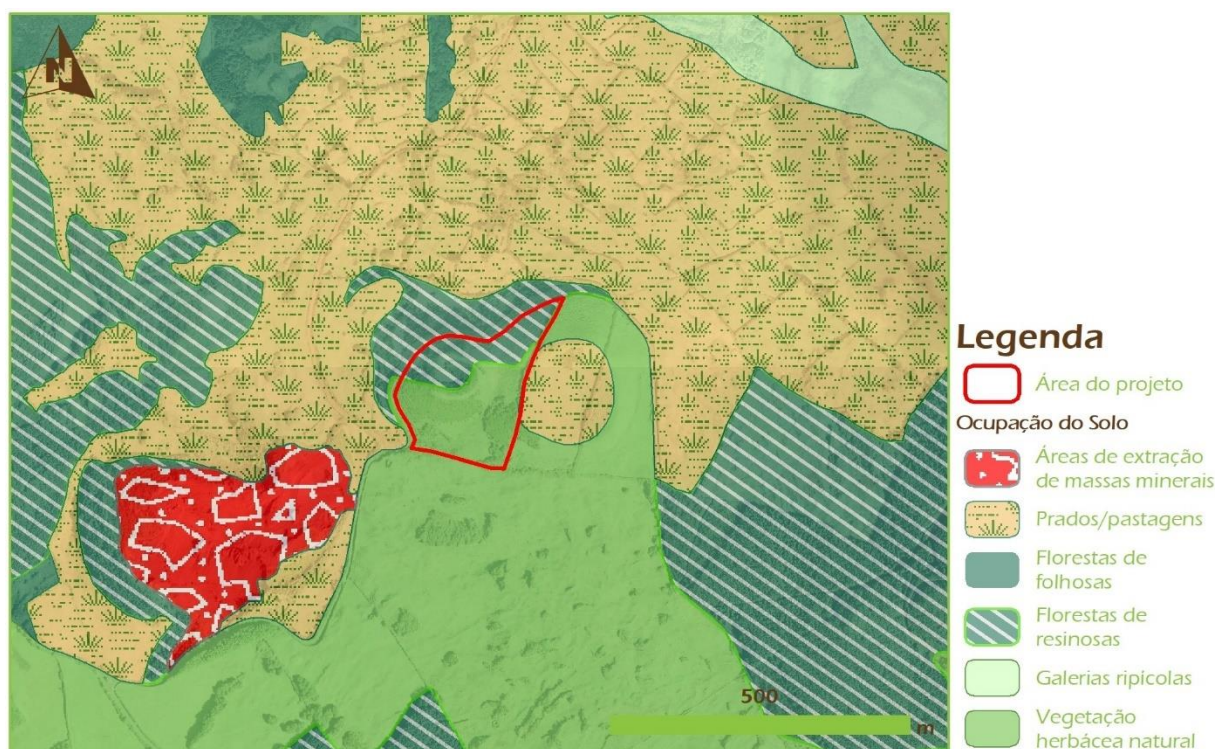 N
Legenda
Área do projeto
Ocupação do Solo
Áreas de extração
de massas minerais
Prados/pastagens
Florestas de
folhosas
Florestas de
resinosas
Galerias ripícolas
Vegetação
herbácea natural
500
m